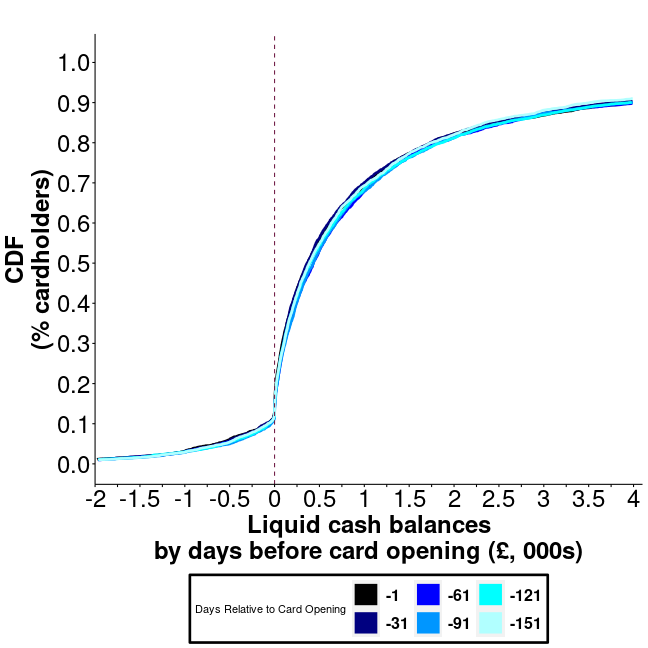 CDF
(% cardholders)
1.0
0.9
0.8
0.7
0.6
0.5
0.4
0.3
0.2
0.1
0.0
-2 -1.5 -1 -0.5 0 0.5 1 1.5 2 2.5 3 3.5 4
Liquid cash balances
by days before card opening (£, 000s)
Days Relative to Card Opening
-1 -61 -121
-31 -91 -151